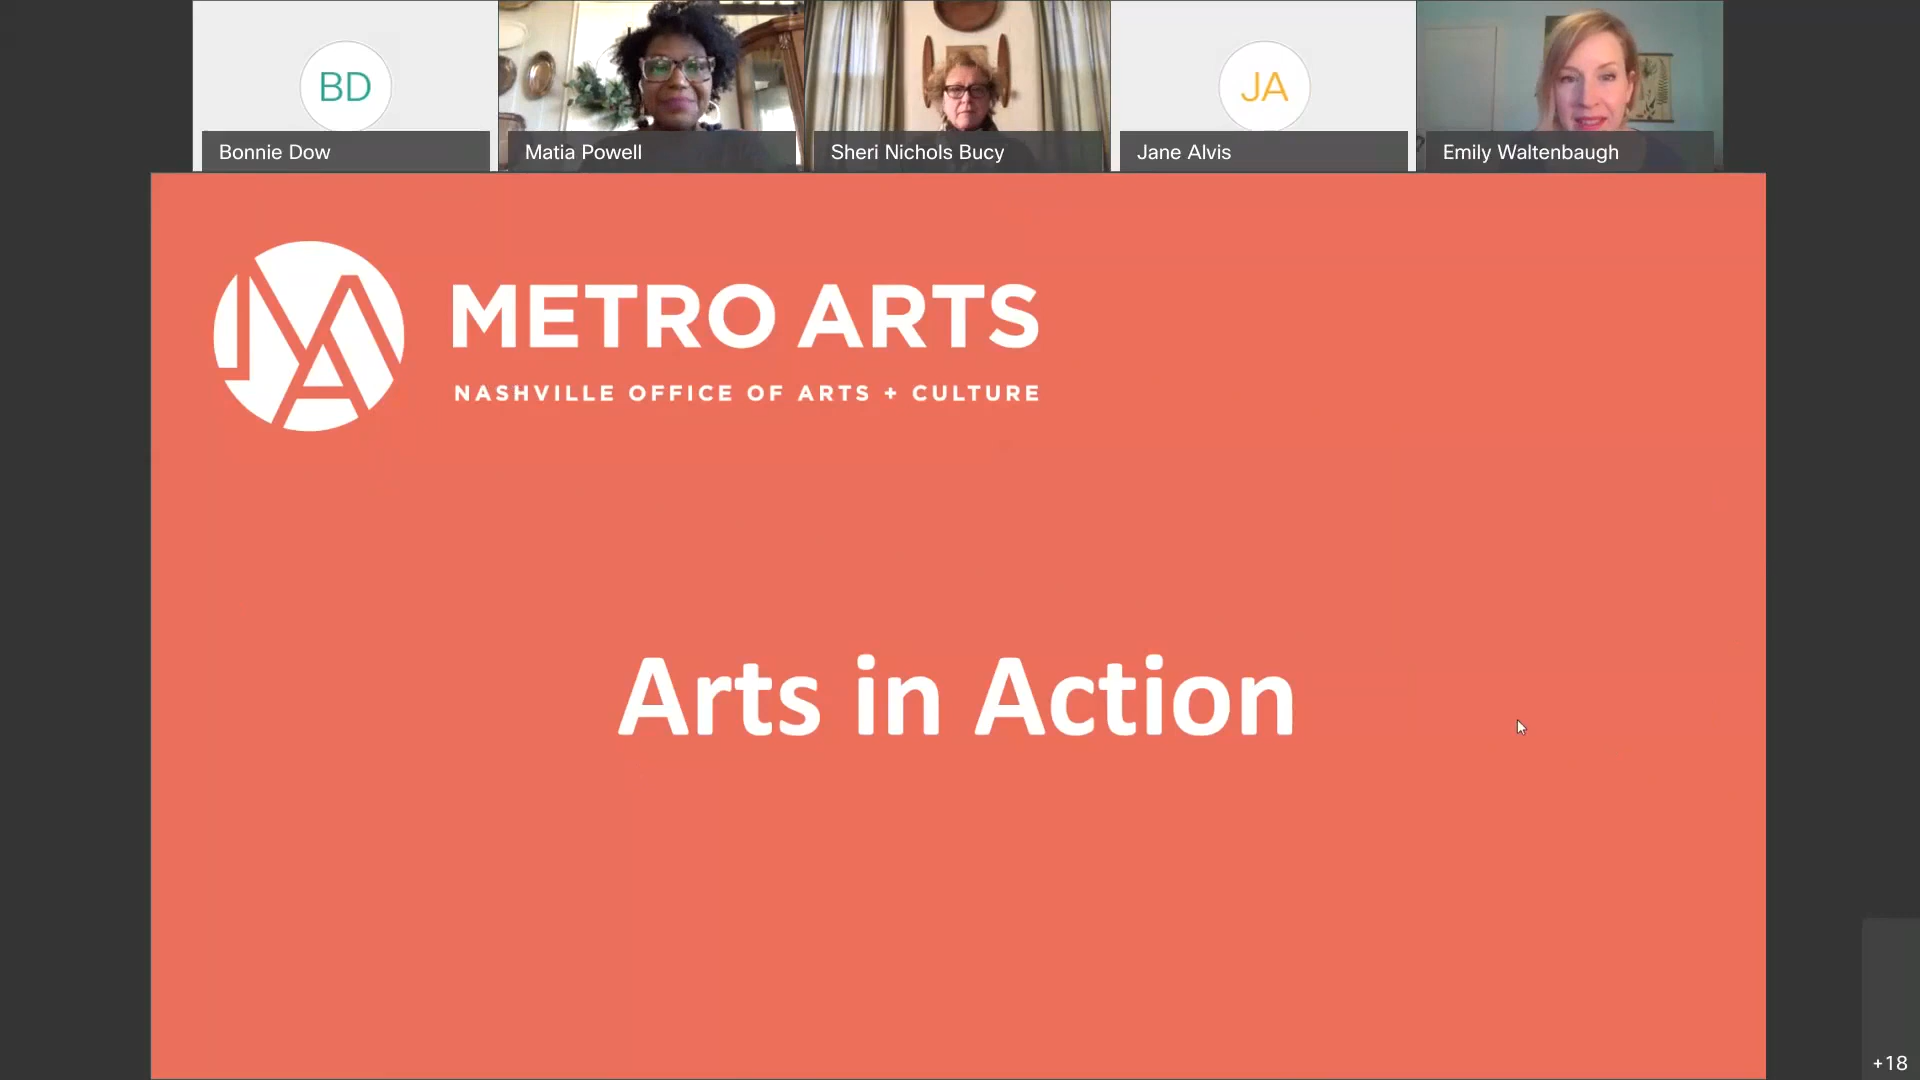 BD
JA
Bonnie Dow
Matia Powell
Sheri Nichols Bucy
Jane Alvis
Emily Waltenbaugh
MA
METRO ARTS
NASHVILLE OFFICE OF ARTS + CULTURE
Arts in Action
+18